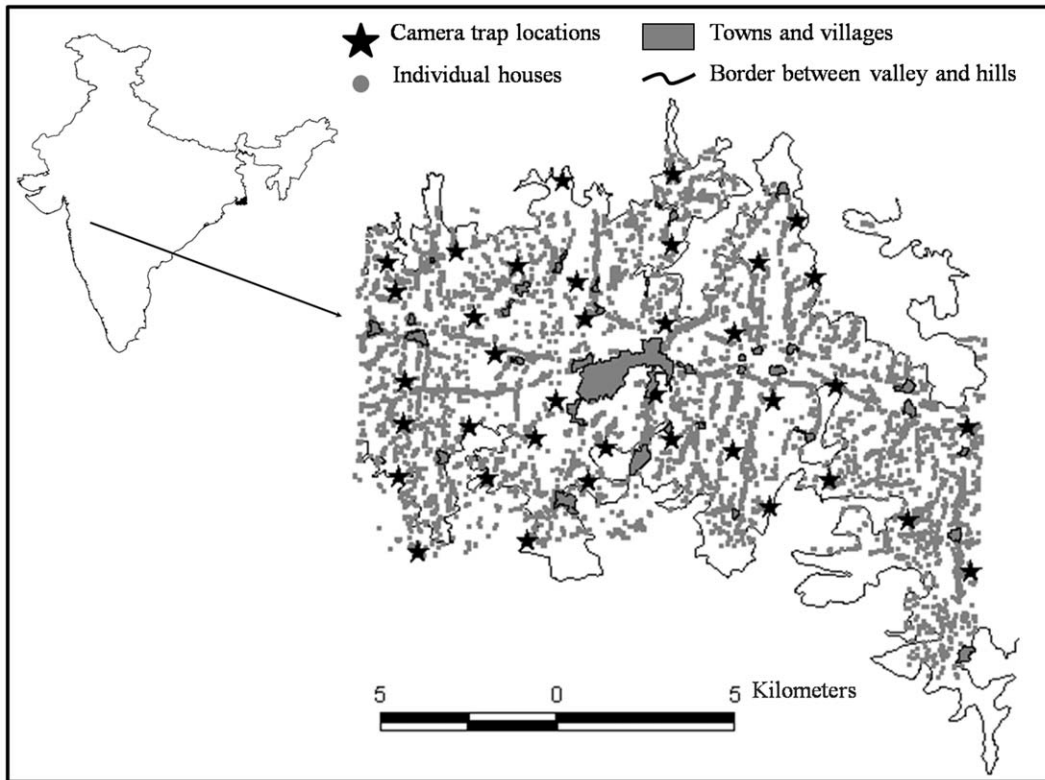 Camera trap locations
Towns and villages
Individual houses
Border between valley and hills
5 0 5 Kilometers